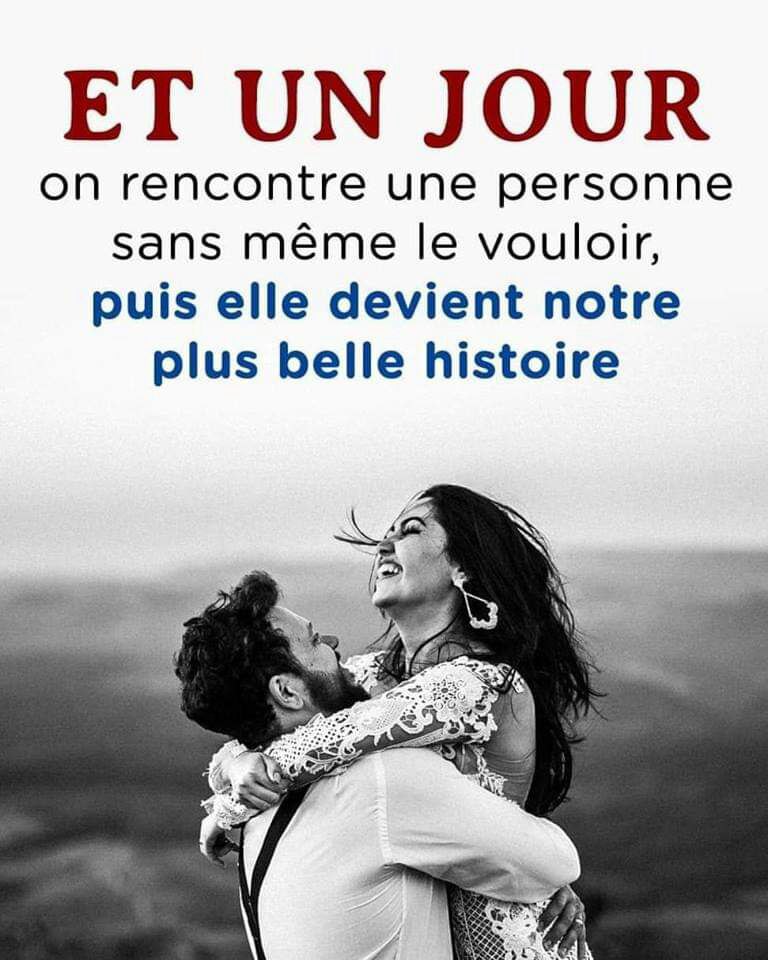 ET UN JOUR
on rencontre une personne
sans même le vouloir,
puis elle devient notre
plus belle histoire